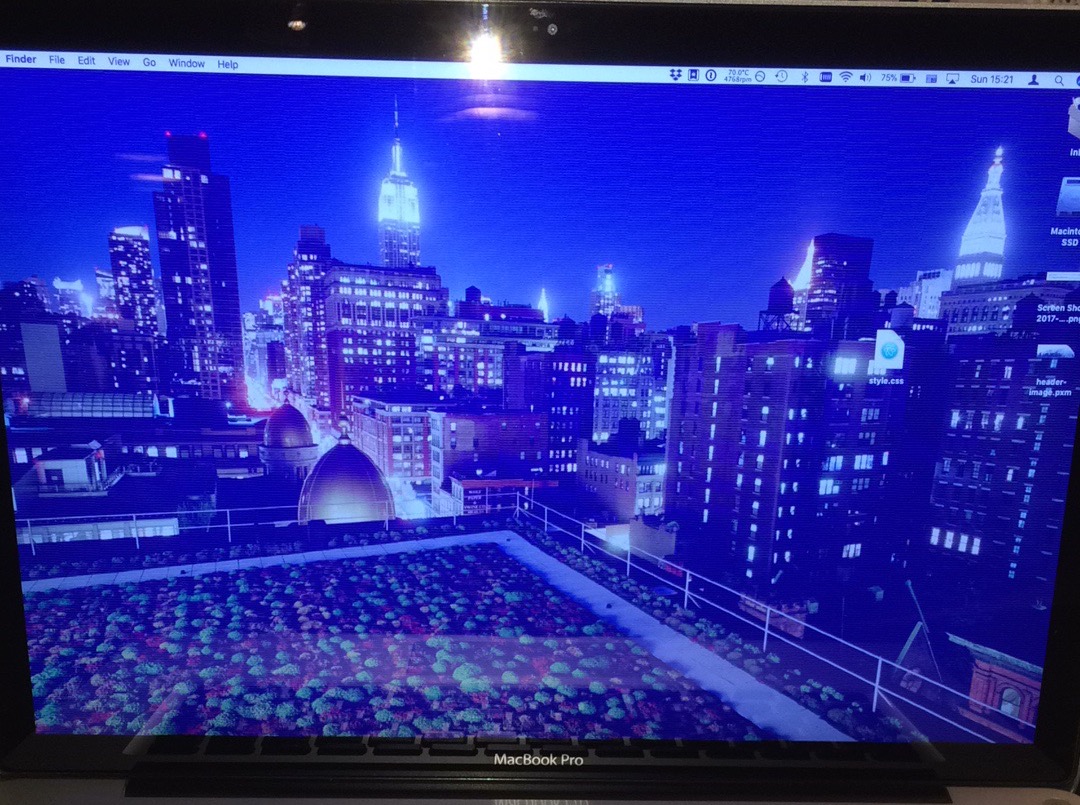 Finder File Edit View Go Window Help
70.0°C
4768rpm
75%
Sun 15:21
Macinto
SSD
Screen Sho
2017-...png
style.css
header-
image.pxm
MacBook Pro